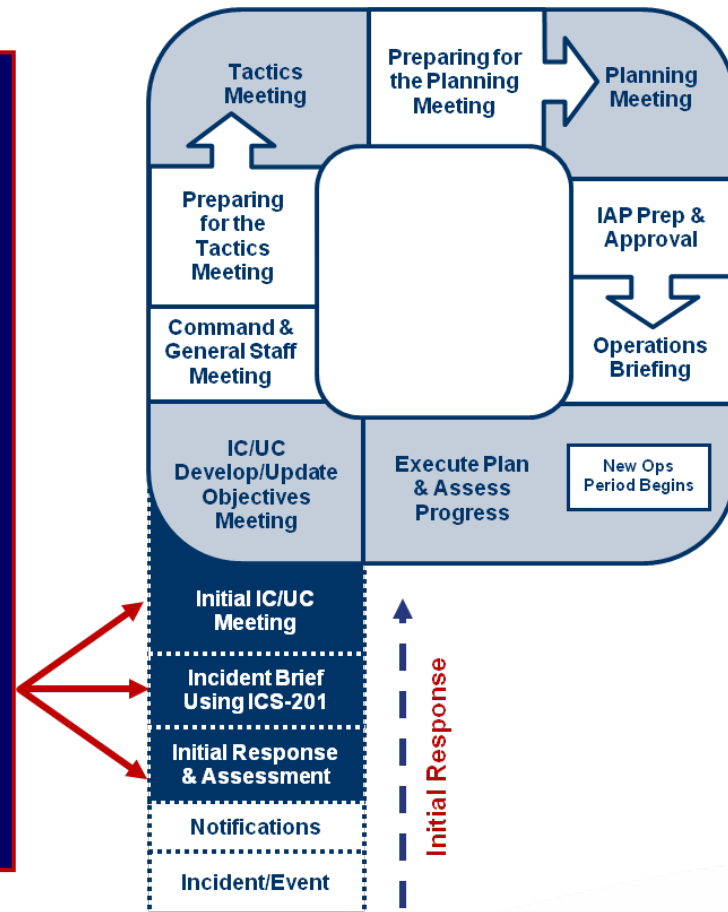 Tactics
Meeting
Preparing for
the Planning
Meeting
Planning
Meeting
Preparing
for the
Tactics
Meeting
IAP Prep &
Approval
Command &
General Staff
Meeting
Operations
Briefing
IC/UC
Develop/Update
Objectives
Meeting
Execute Plan
& Assess
Progress
New Ops
Period Begins
Initial IC/UC
Meeting
Incident Brief
Using ICS-201
Initial Response
& Assessment
Notifications
Incident/Event
Initial Response